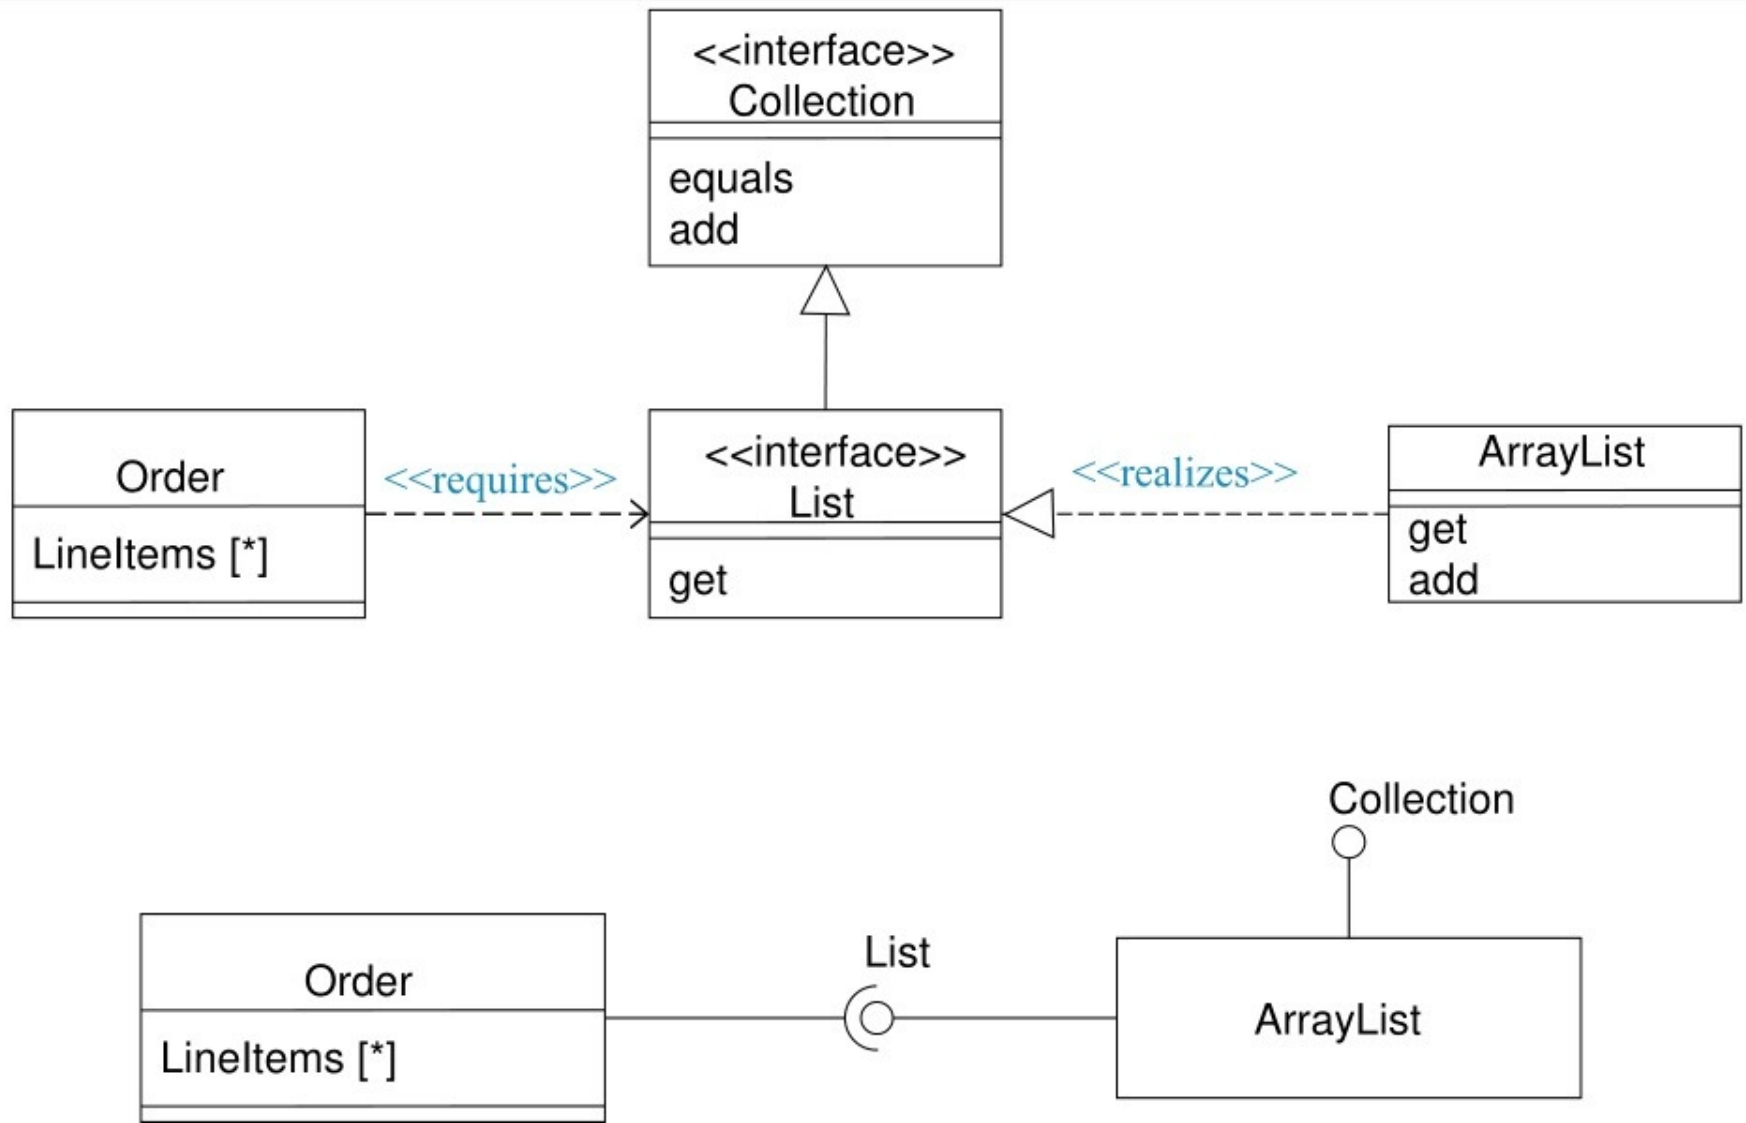 <<interface>>
Collection
equals
add
Order
LineItems [*]
<<requires>>
<<interface>>
List
get
<<realizes>>
ArrayList
get
add
Collection
Order
LineItems [*]
List
ArrayList